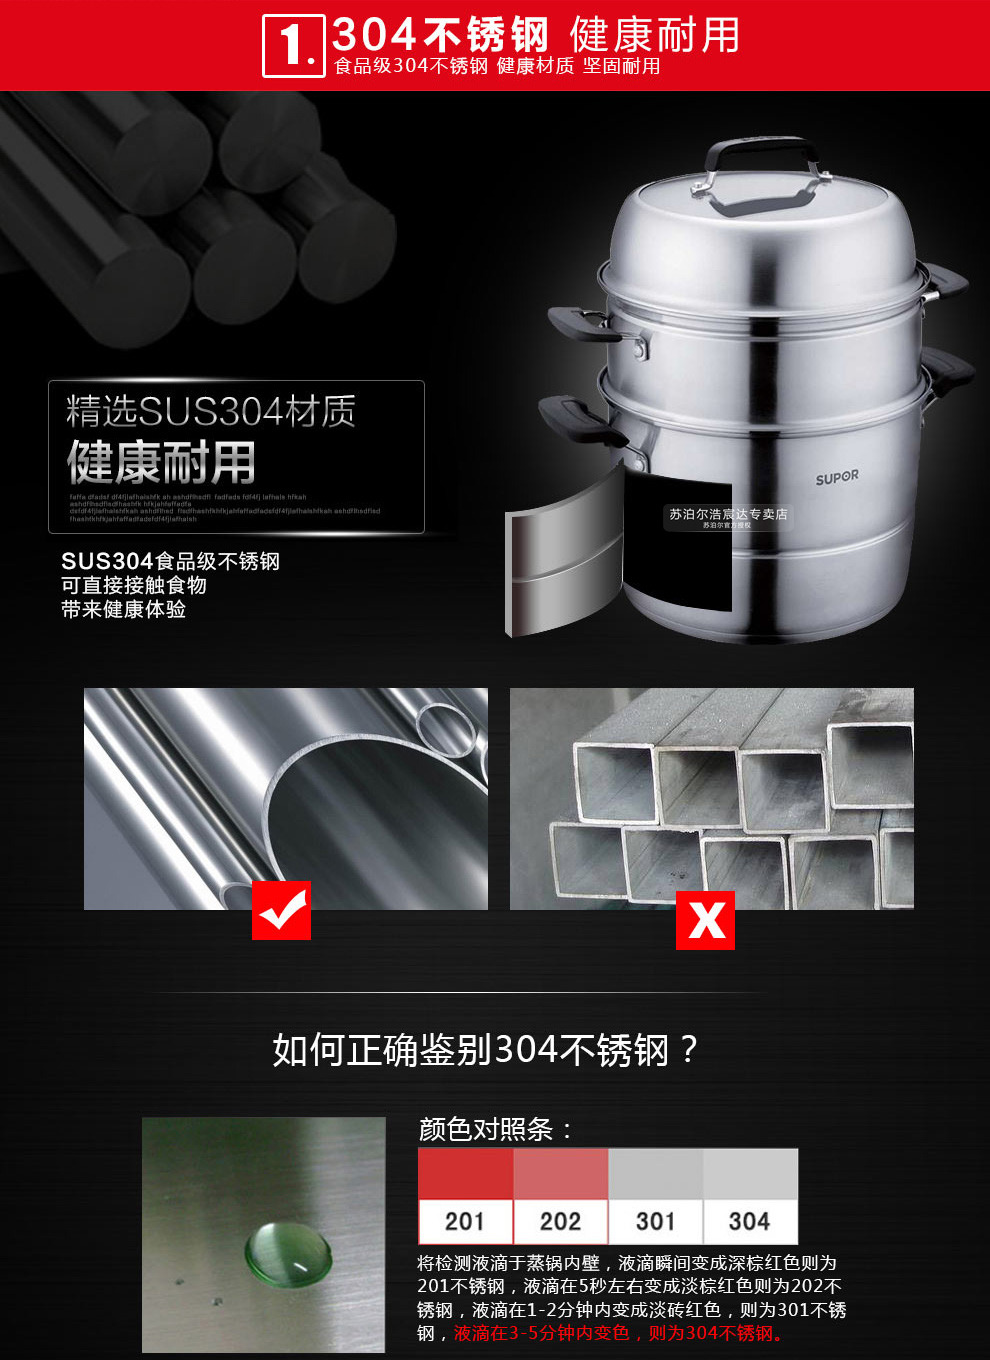 1.
304不锈钢 健康耐用
食品级304不锈钢 健康材质 坚固耐用
精选SUS304材质
健康耐用
SUS304食品级不锈钢
可直接接触食物
带来健康体验
SUPOR
苏泊尔浩宸达专卖店
苏泊尔官方授权
如何正确鉴别304不锈钢？
颜色对照条：
201 202 301 304
将检测液滴于蒸锅内壁，液滴瞬间变成深棕红色则为
201不锈钢，液滴在5秒左右变成淡棕红色则为202不
锈钢，液滴在1-2分钟内变成淡砖红色，则为301不锈
钢，液滴在3-5分钟内变色，则为304不锈钢。